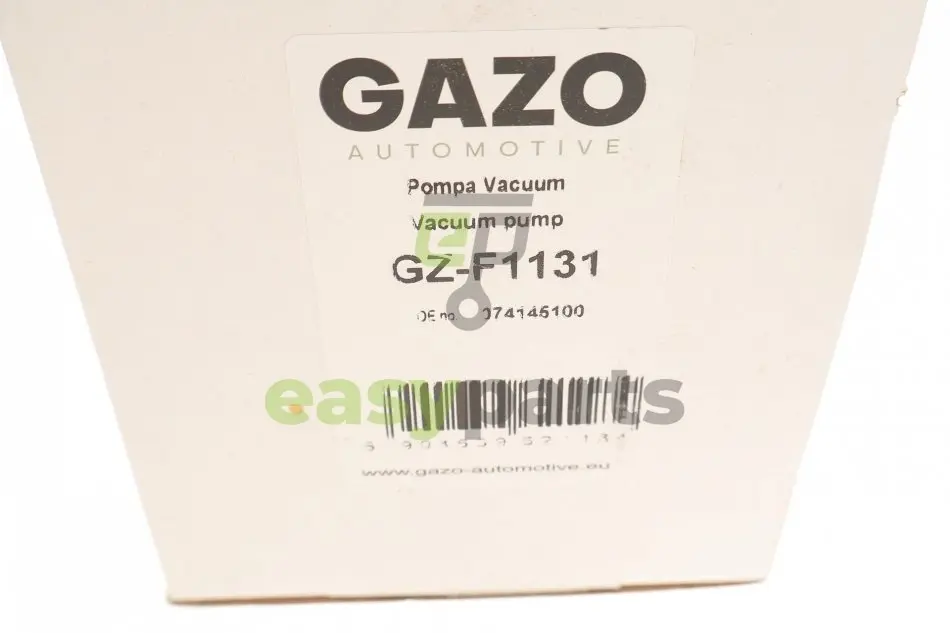 GAZO
AUTOMOTIVE
Pompa Vacuum
Vacuum pump
GZ-F1131
OE no. 074145100
easyparts
www.gazo-automotive.eu